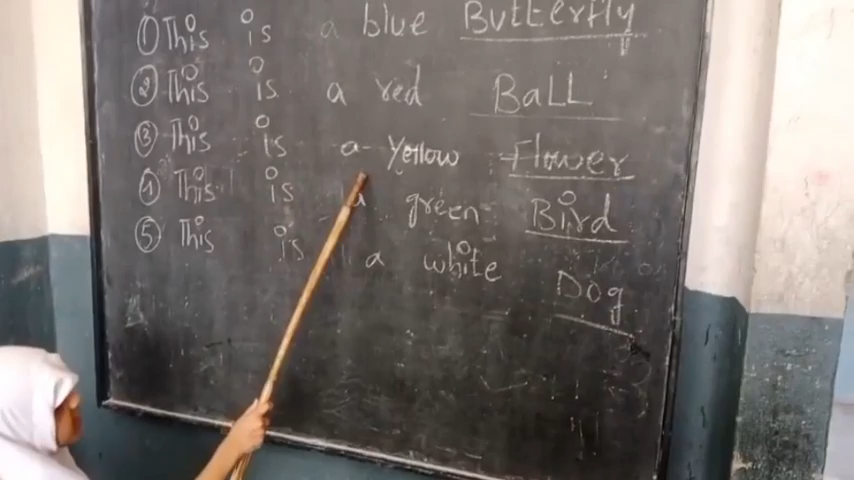 ① This is a blue Butterfly
② This is a red BaLL
③ This is a Yellow Flower
④ This is a green Bird
⑤ This is a white Dog